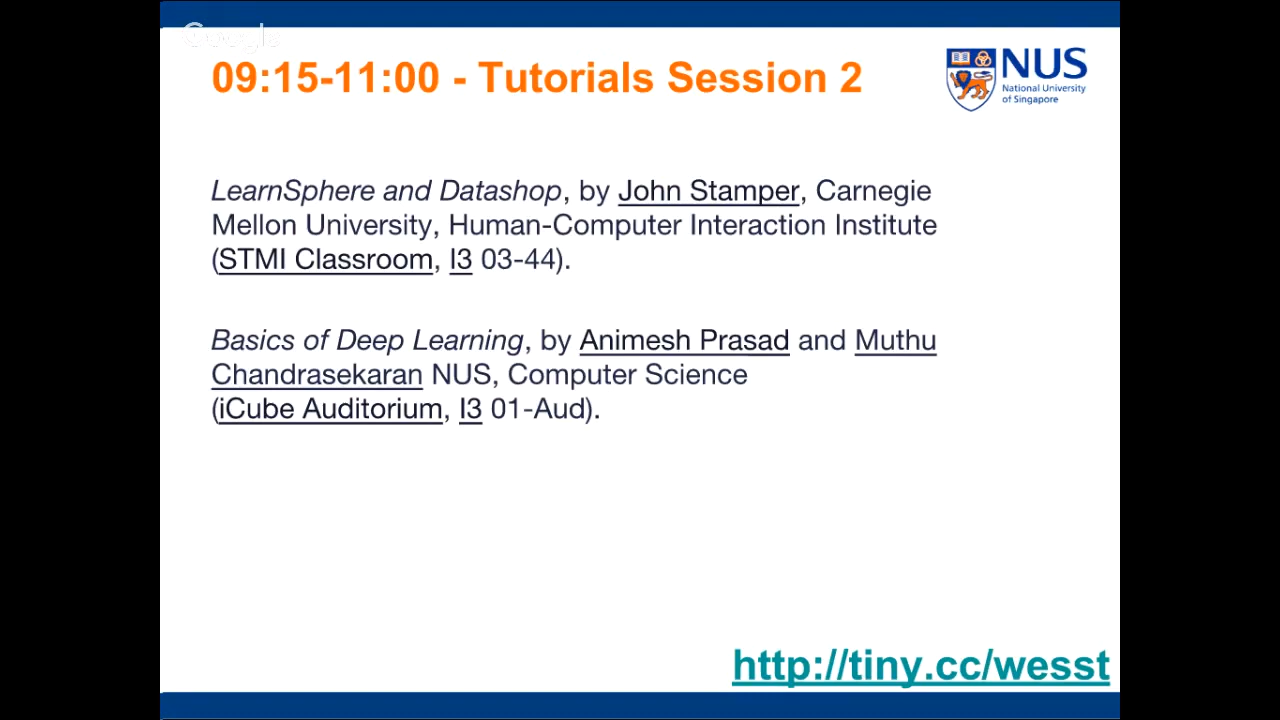 Google
09:15-11:00 - Tutorials Session 2
NUS
National University
of Singapore
LearnSphere and Datashop, by John Stamper, Carnegie
Mellon University, Human-Computer Interaction Institute
(STMI Classroom, I3 03-44).
Basics of Deep Learning, by Animesh Prasad and Muthu
Chandrasekaran NUS, Computer Science
(iCube Auditorium, I3 01-Aud).
http://tiny.cc/wesst